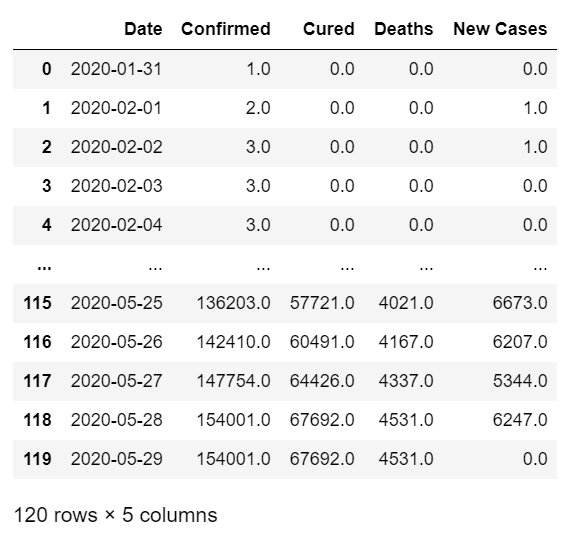 Date Confirmed Cured Deaths New Cases
0 2020-01-31 1.0 0.0 0.0 0.0
1 2020-02-01 2.0 0.0 0.0 1.0
2 2020-02-02 3.0 0.0 0.0 1.0
3 2020-02-03 3.0 0.0 0.0 0.0
4 2020-02-04 3.0 0.0 0.0 0.0
... ... ... ... ... ...
115 2020-05-25 136203.0 57721.0 4021.0 6673.0
116 2020-05-26 142410.0 60491.0 4167.0 6207.0
117 2020-05-27 147754.0 64426.0 4337.0 5344.0
118 2020-05-28 154001.0 67692.0 4531.0 6247.0
119 2020-05-29 154001.0 67692.0 4531.0 0.0
120 rows × 5 columns